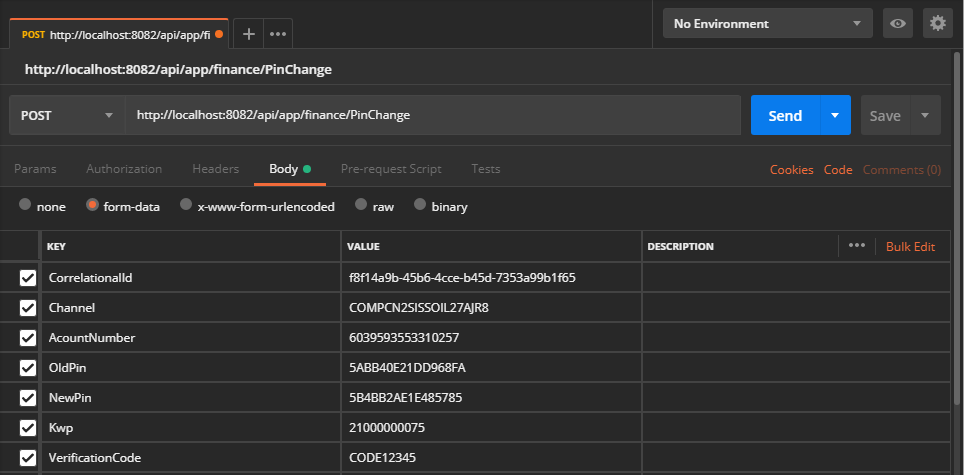 POST http://localhost:8082/api/app/fi
No Environment
http://localhost:8082/api/app/finance/PinChange
POST http://localhost:8082/api/app/finance/PinChange Send Save
Params Authorization Headers Body Pre-request Script Tests Cookies Code Comments (0)
none form-data x-www-form-urlencoded raw binary
KEY VALUE DESCRIPTION Bulk Edit
CorrelationalId f8f14a9b-45b6-4cce-b45d-7353a99b1f65
Channel COMPCN2SISSOIL27AJR8
AcountNumber 6039593553310257
OldPin 5ABB40E21DD968FA
NewPin 5B4BB2AE1E485785
Kwp 21000000075
VerificationCode CODE12345